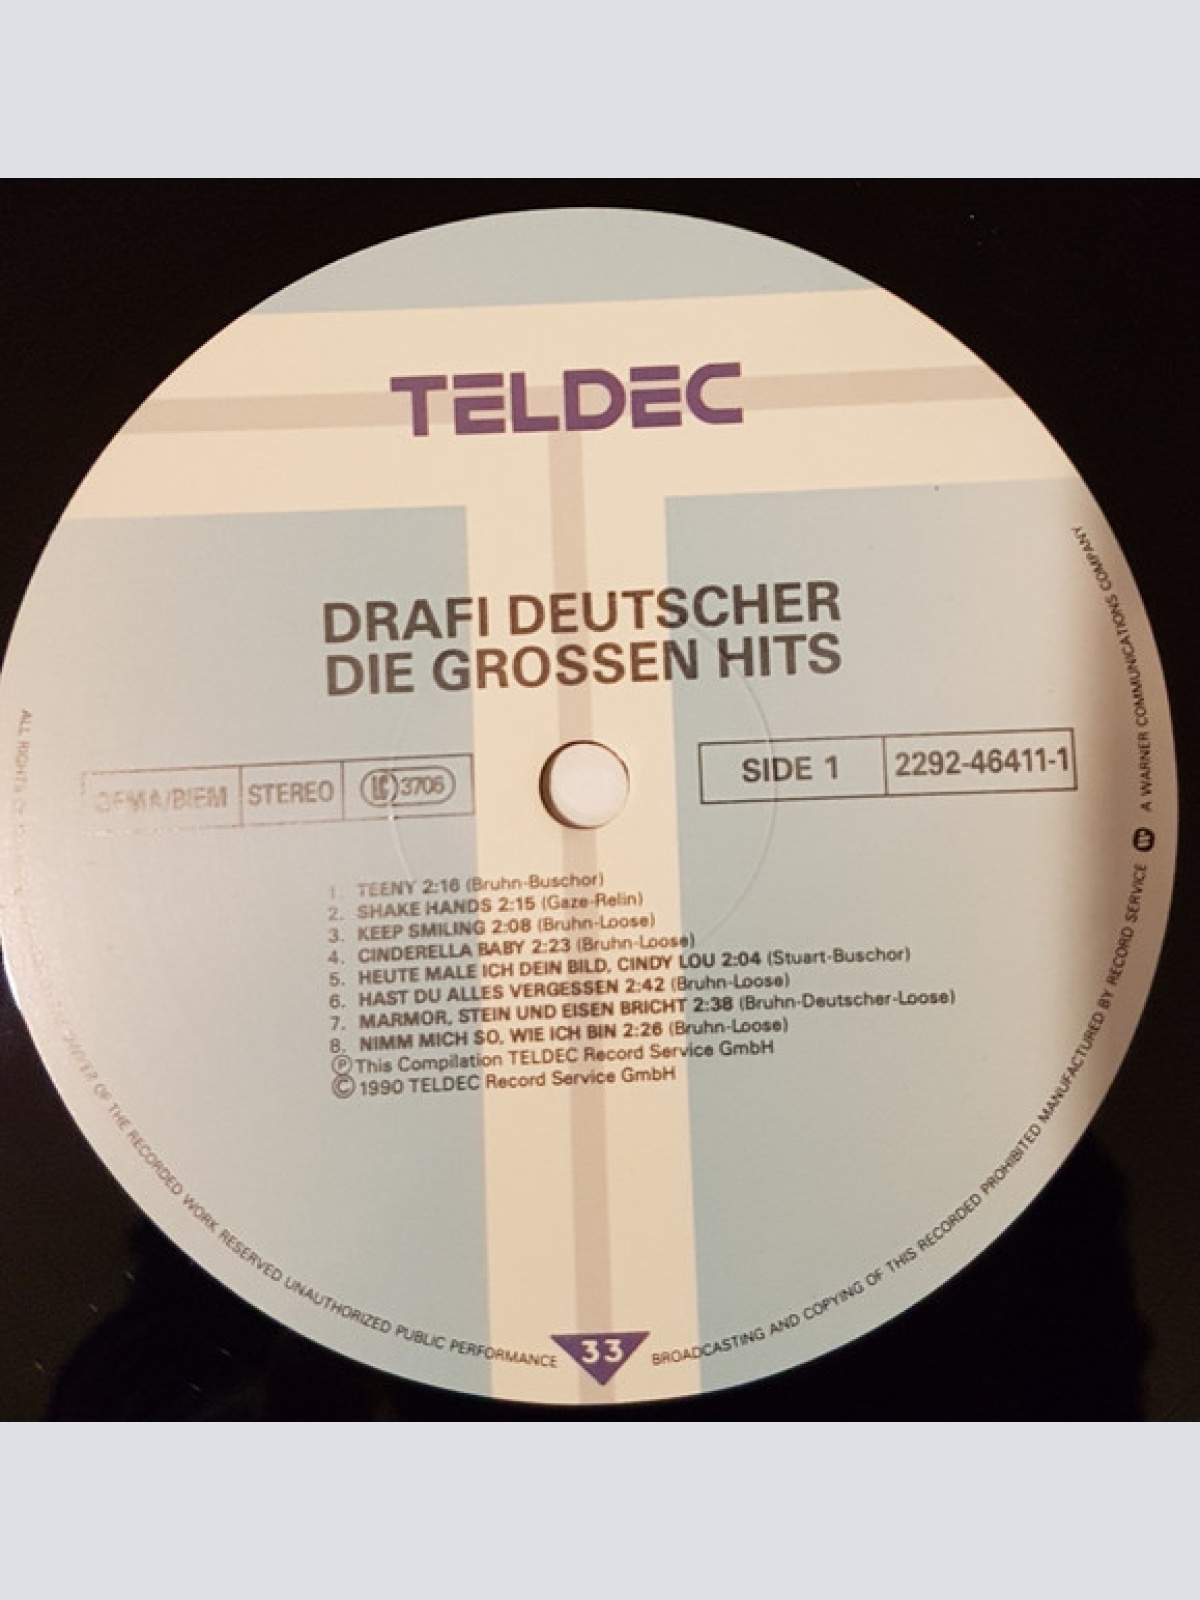 TELDEC
DRAFI DEUTSCHER
DIE GROSSEN HITS
GEMA/BIEM STEREO LC 3706
SIDE 1 2292-46411-1
1. TEENY 2:16 (Bruhn-Buschor)
2. SHAKE HANDS 2:15 (Gaze-Relin)
3. KEEP SMILING 2:08 (Bruhn-Loose)
4. CINDERELLA BABY 2:23 (Bruhn-Loose)
5. HEUTE MALE ICH DEIN BILD, CINDY LOU 2:04 (Stuart-Buschor)
6. HAST DU ALLES VERGESSEN 2:42 (Bruhn-Loose)
7. MARMOR, STEIN UND EISEN BRICHT 2:38 (Bruhn-Deutscher-Loose)
8. NIMM MICH SO, WIE ICH BIN 2:26 (Bruhn-Loose)
Ⓟ This Compilation TELDEC Record Service GmbH
© 1990 TELDEC Record Service GmbH
ALL RIGHTS OWNER OF THE RECORDED WORK RESERVED UNAUTHORIZED PUBLIC PERFORMANCE
33
BROADCASTING AND COPYING OF THIS RECORDED PROHIBITED MANUFACTURED BY RECORD SERVICE A WARNER COMMUNICATIONS COMPANY